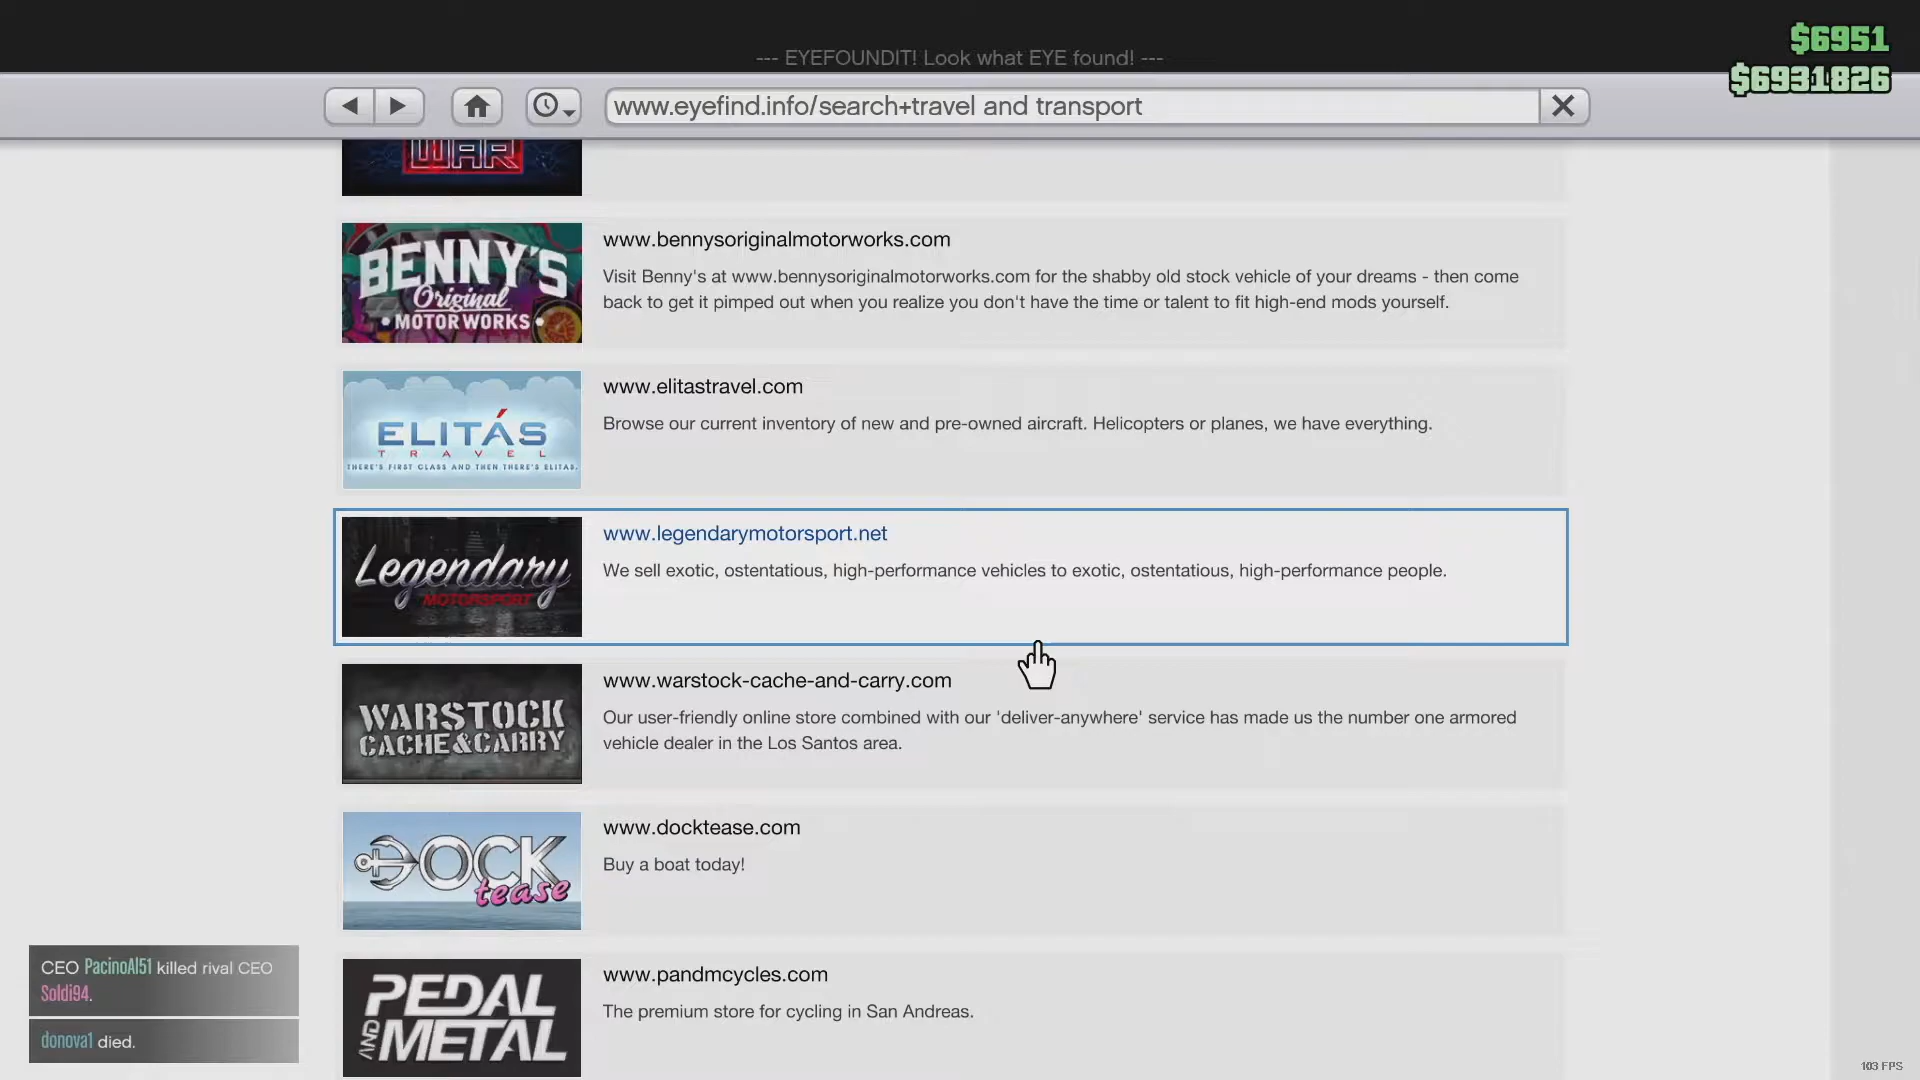 $6951
--- EYEFOUNDIT! Look what EYE found! ---
$6931826
www.eyefind.info/search+travel and transport
WAR
BENNY'S
Original
MOTORWORKS
www.bennysoriginalmotorworks.com
Visit Benny's at www.bennysoriginalmotorworks.com for the shabby old stock vehicle of your dreams - then come
back to get it pimped out when you realize you don't have the time or talent to fit high-end mods yourself.
ELITÁS
TRAVEL
THERE'S FIRST CLASS AND THEN THERE'S ELITAS.
www.elitastravel.com
Browse our current inventory of new and pre-owned aircraft. Helicopters or planes, we have everything.
Legendary
MOTORSPORT
www.legendarymotorsport.net
We sell exotic, ostentatious, high-performance vehicles to exotic, ostentatious, high-performance people.
WARSTOCK
CACHE&CARRY
www.warstock-cache-and-carry.com
Our user-friendly online store combined with our 'deliver-anywhere' service has made us the number one armored
vehicle dealer in the Los Santos area.
DOCK
tease
www.docktease.com
Buy a boat today!
PEDAL
AND METAL
www.pandmcycles.com
The premium store for cycling in San Andreas.
CEO PacinoAl51 killed rival CEO
Soldi94.
donova1 died.
103 FPS